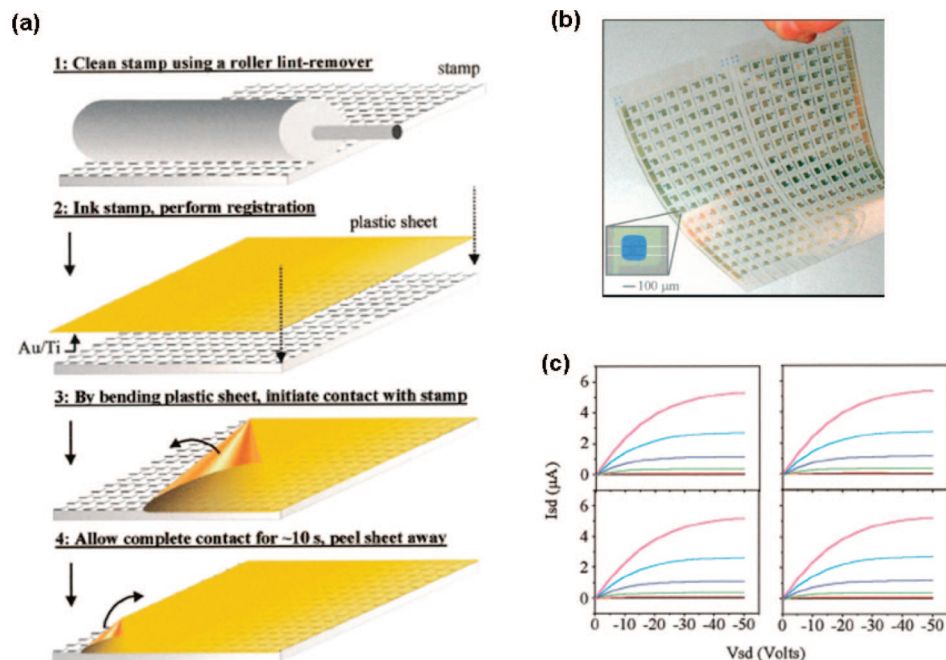 (a)
1: Clean stamp using a roller lint-remover
stamp
2: Ink stamp, perform registration
plastic sheet
Au/Ti
3: By bending plastic sheet, initiate contact with stamp
4: Allow complete contact for ~10 s, peel sheet away
(b)
100 μm
(c)
6
4
2
0
6
4
2
0
Isd (μA)
0 -10 -20 -30 -40 -50 0 -10 -20 -30 -40 -50
Vsd (Volts)